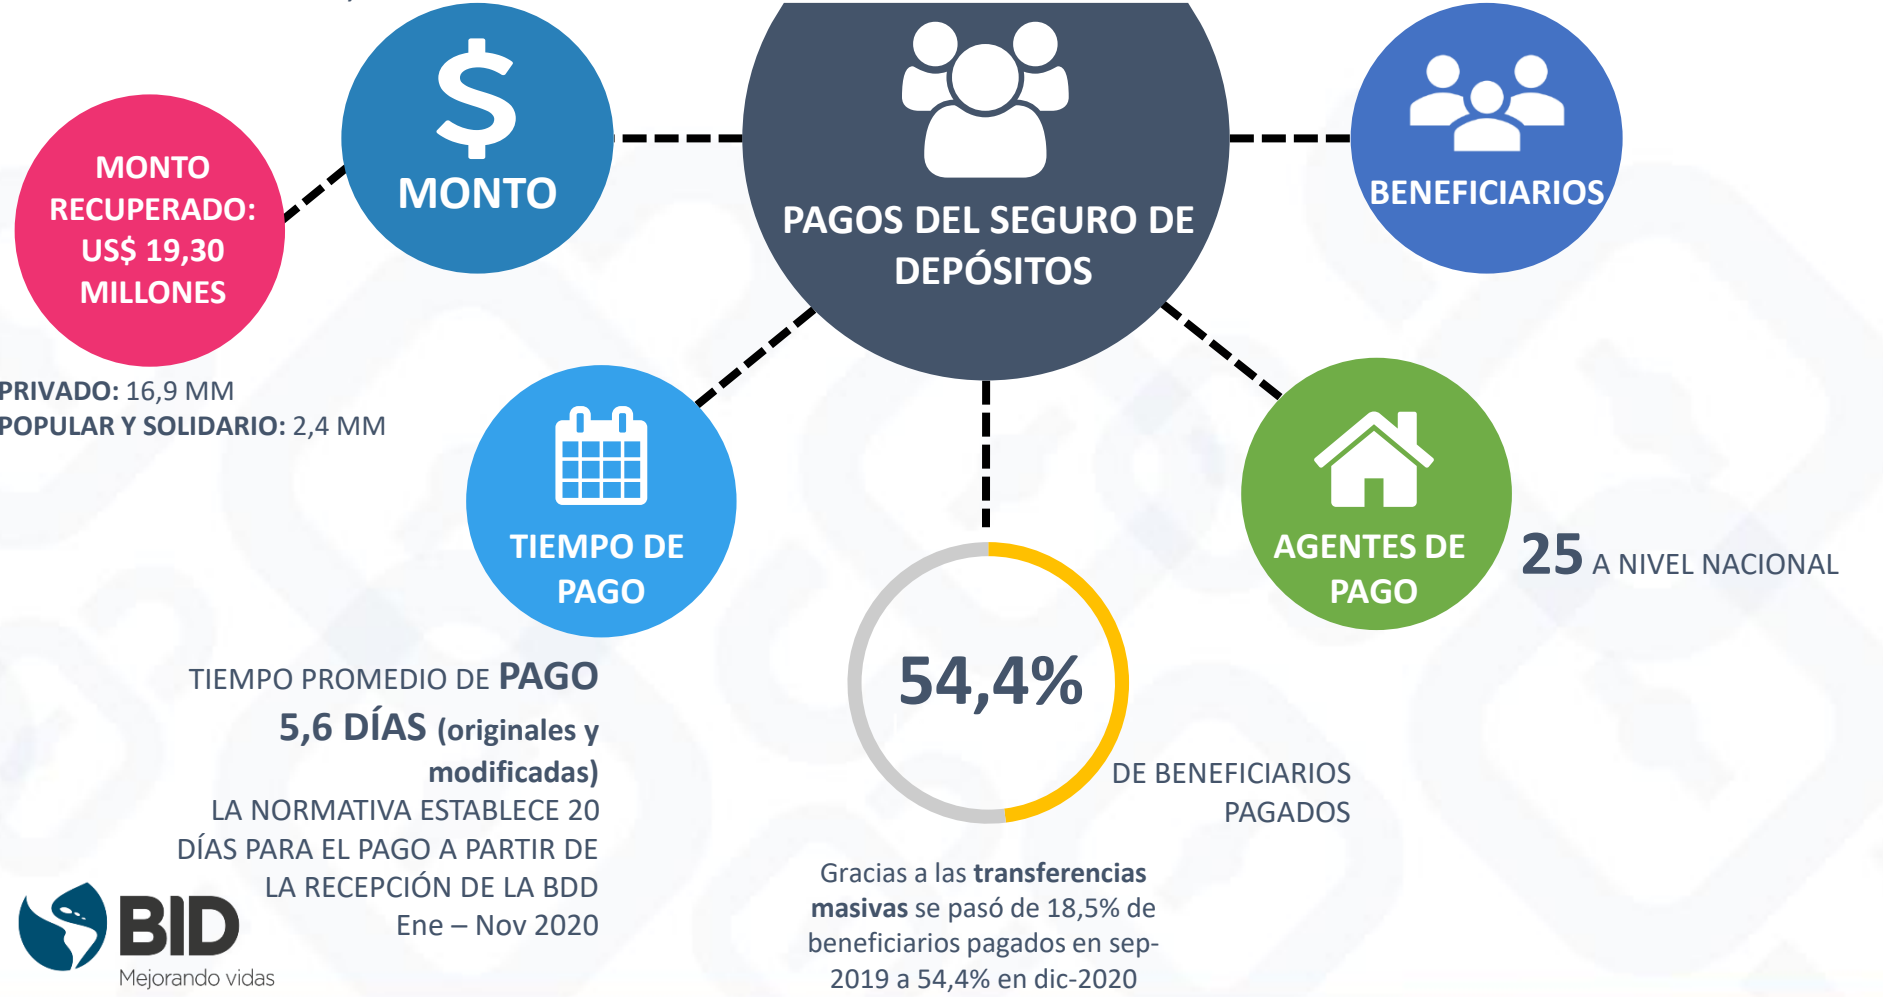 MONTO
RECUPERADO:
US$ 19,30
MILLONES
PRIVADO: 16,9 MM
POPULAR Y SOLIDARIO: 2,4 MM
$
MONTO
PAGOS DEL SEGURO DE
DEPÓSITOS
BENEFICIARIOS
TIEMPO DE
PAGO
TIEMPO PROMEDIO DE PAGO
5,6 DÍAS (originales y
modificadas)
LA NORMATIVA ESTABLECE 20
DÍAS PARA EL PAGO A PARTIR DE
LA RECEPCIÓN DE LA BDD
Ene – Nov 2020
54,4%
DE BENEFICIARIOS
PAGADOS
Gracias a las transferencias
masivas se pasó de 18,5% de
beneficiarios pagados en sep-
2019 a 54,4% en dic-2020
AGENTES DE
PAGO
25 A NIVEL NACIONAL
BID
Mejorando vidas